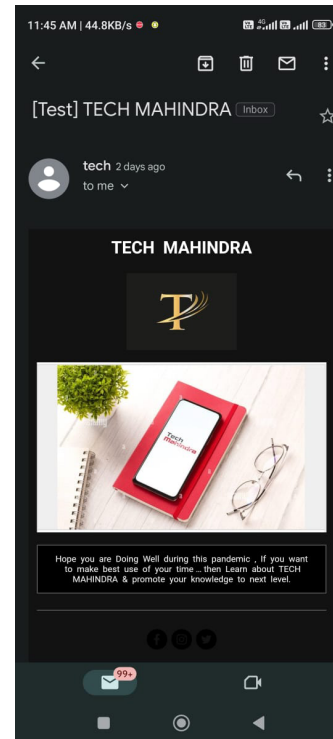 11:45 AM | 44.8KB/s
4G
83
[Test] TECH MAHINDRA Inbox
tech 2 days ago
to me
TECH MAHINDRA
T
Tech
Mahindra
Hope you are Doing Well during this pandemic , If you want
to make best use of your time ... then Learn about TECH
MAHINDRA & promote your knowledge to next level.
99+